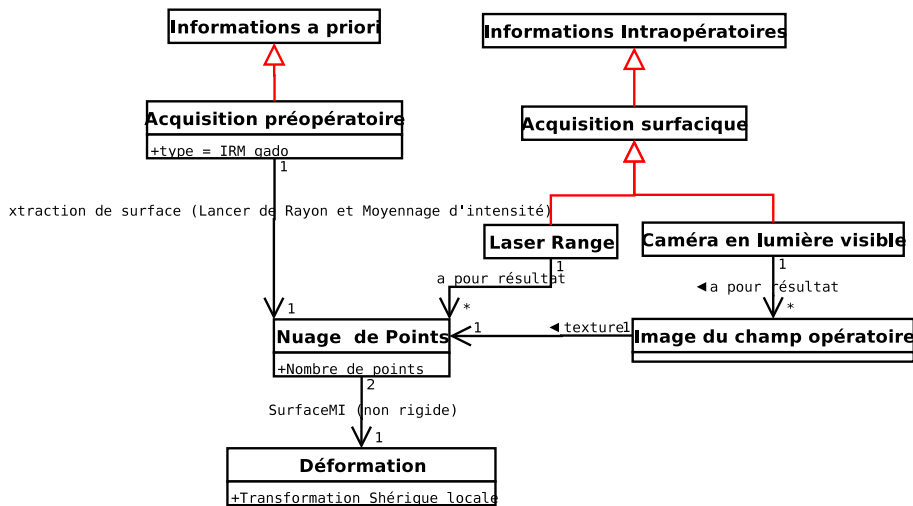 Informations a priori
Informations Intraopératoires
Acquisition préopératoire
+type = IRM gado
Acquisition surfacique
1
xtraction de surface (Lancer de Rayon et Moyennage d'intensité)
Laser Range
Caméra en lumière visible
1
1
a pour résultat
◄a pour résultat
1
*
*
Nuage de Points
+Nombre de points
1
◄texture
1
Image du champ opératoire
2
SurfaceMI (non rigide)
1
Déformation
+Transformation Shérique locale